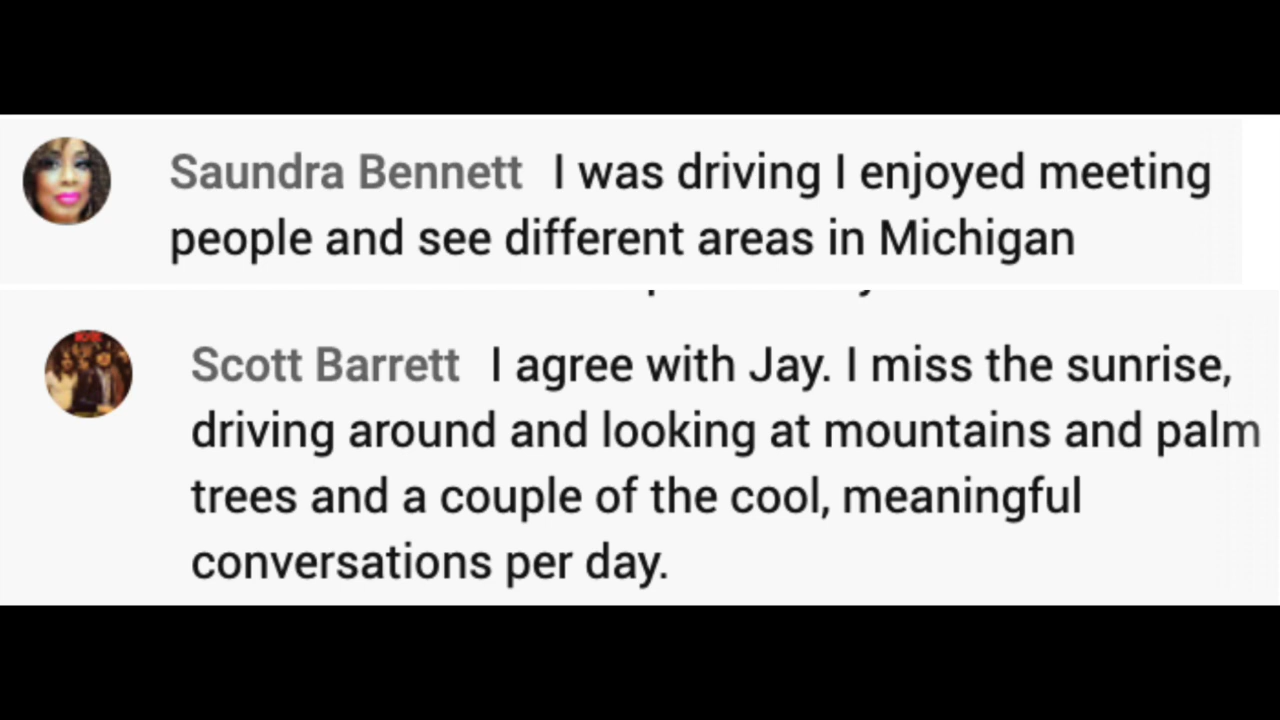 Saundra Bennett I was driving I enjoyed meeting
people and see different areas in Michigan
Scott Barrett I agree with Jay. I miss the sunrise,
driving around and looking at mountains and palm
trees and a couple of the cool, meaningful
conversations per day.